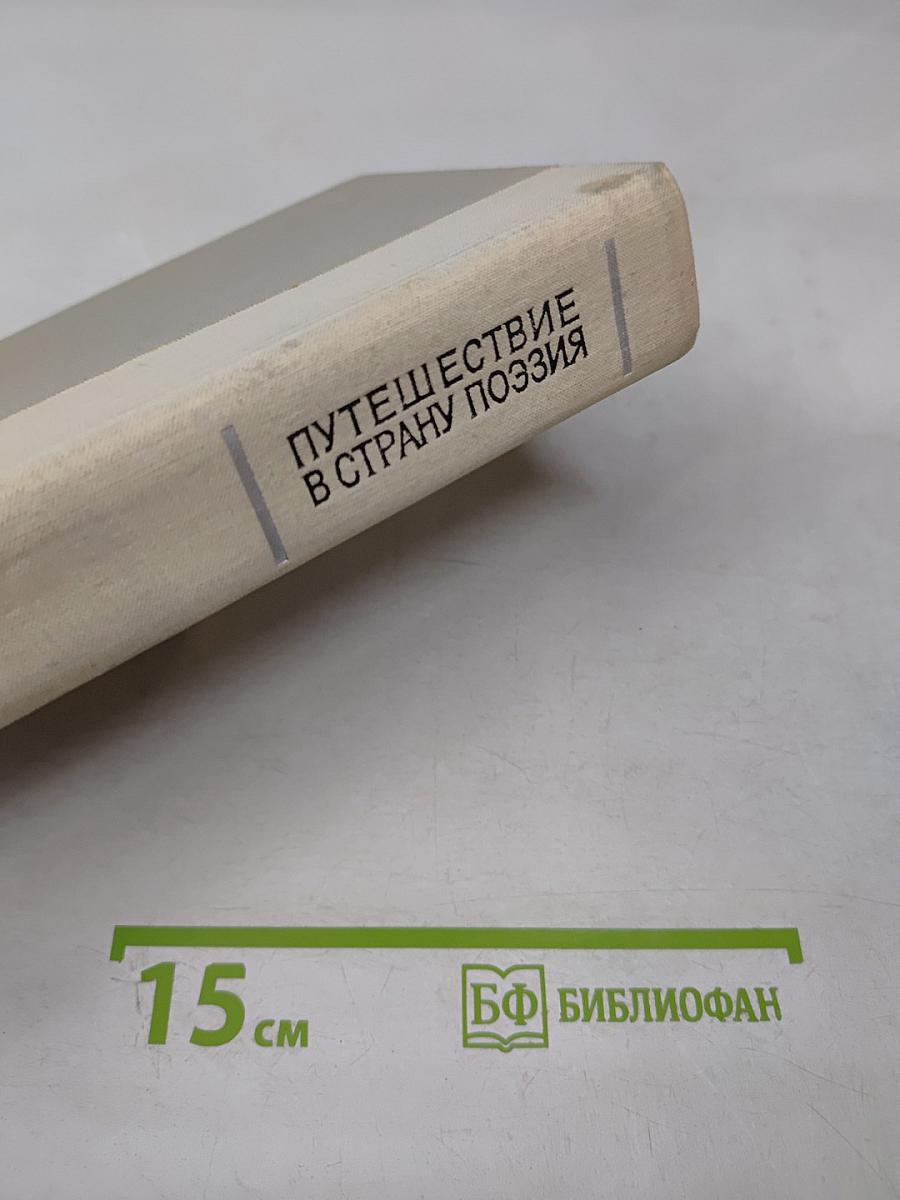 ПУТЕШЕСТВИЕ
В СТРАНУ ПОЭЗИЯ
15 см
БФ БИБЛИОФАН